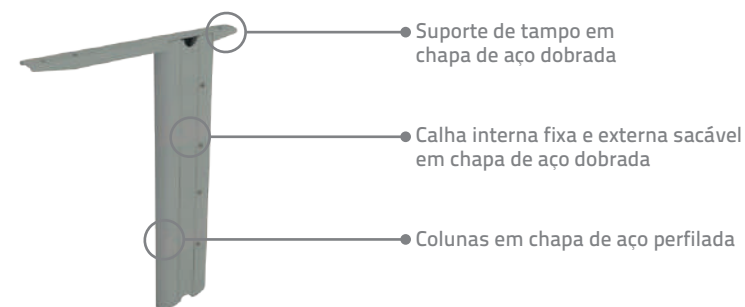 Suporte de tampo em
chapa de aço dobrada
Calha interna fixa e externa sacável
em chapa de aço dobrada
Colunas em chapa de aço perfilada